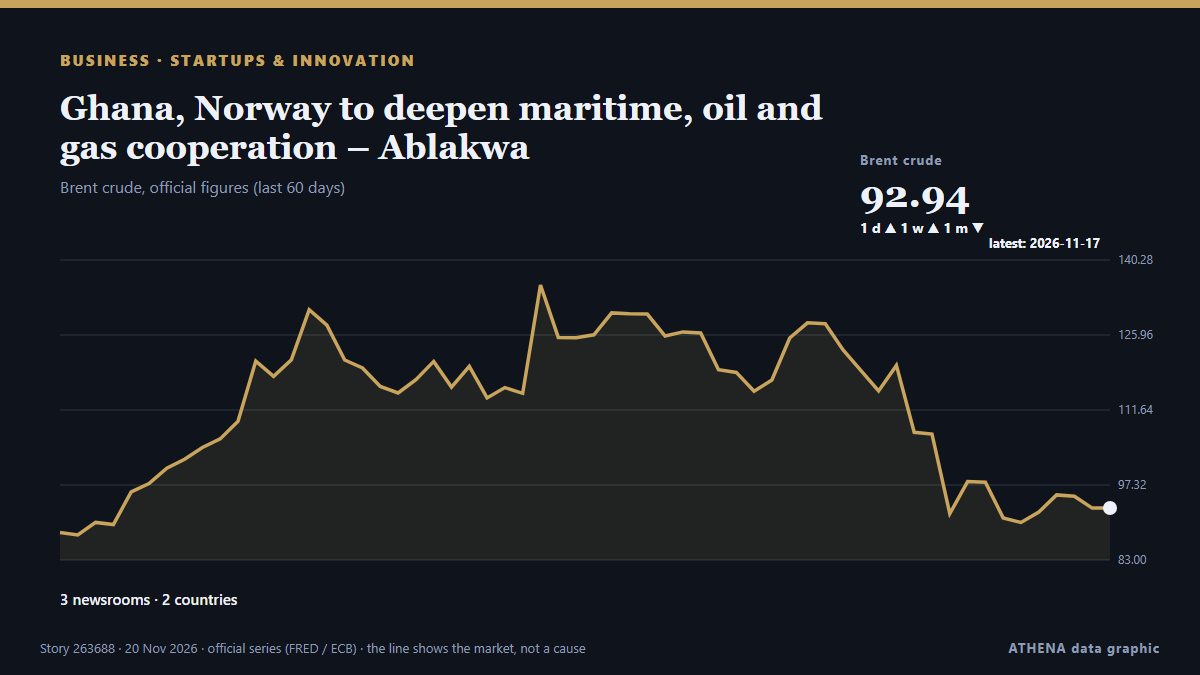 BUSINESS · STARTUPS & INNOVATION
Ghana, Norway to deepen maritime, oil and
gas cooperation — Ablakwa
Brent crude, official figures (last 60 days)
Brent crude
92.94
1 d ▲ 1 w ▲ 1 m ▼
latest: 2026-11-17
140.28
125.96
111.64
97.32
83.00
3 newsrooms · 2 countries
Story 263688 · 20 Nov 2026 · official series (FRED / ECB) · the line shows the market, not a cause
ATHENA data graphic